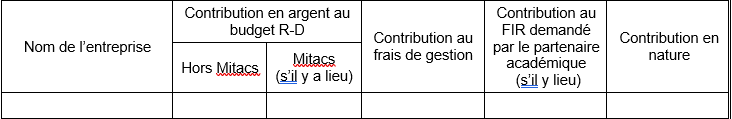 Nom de l'entreprise
Contribution en argent au
budget R-D
Hors Mitacs
Mitacs
(s'il y a lieu)
Contribution au
frais de gestion
Contribution au
FIR demandé
par le partenaire
académique
(s'il y lieu)
Contribution en
nature